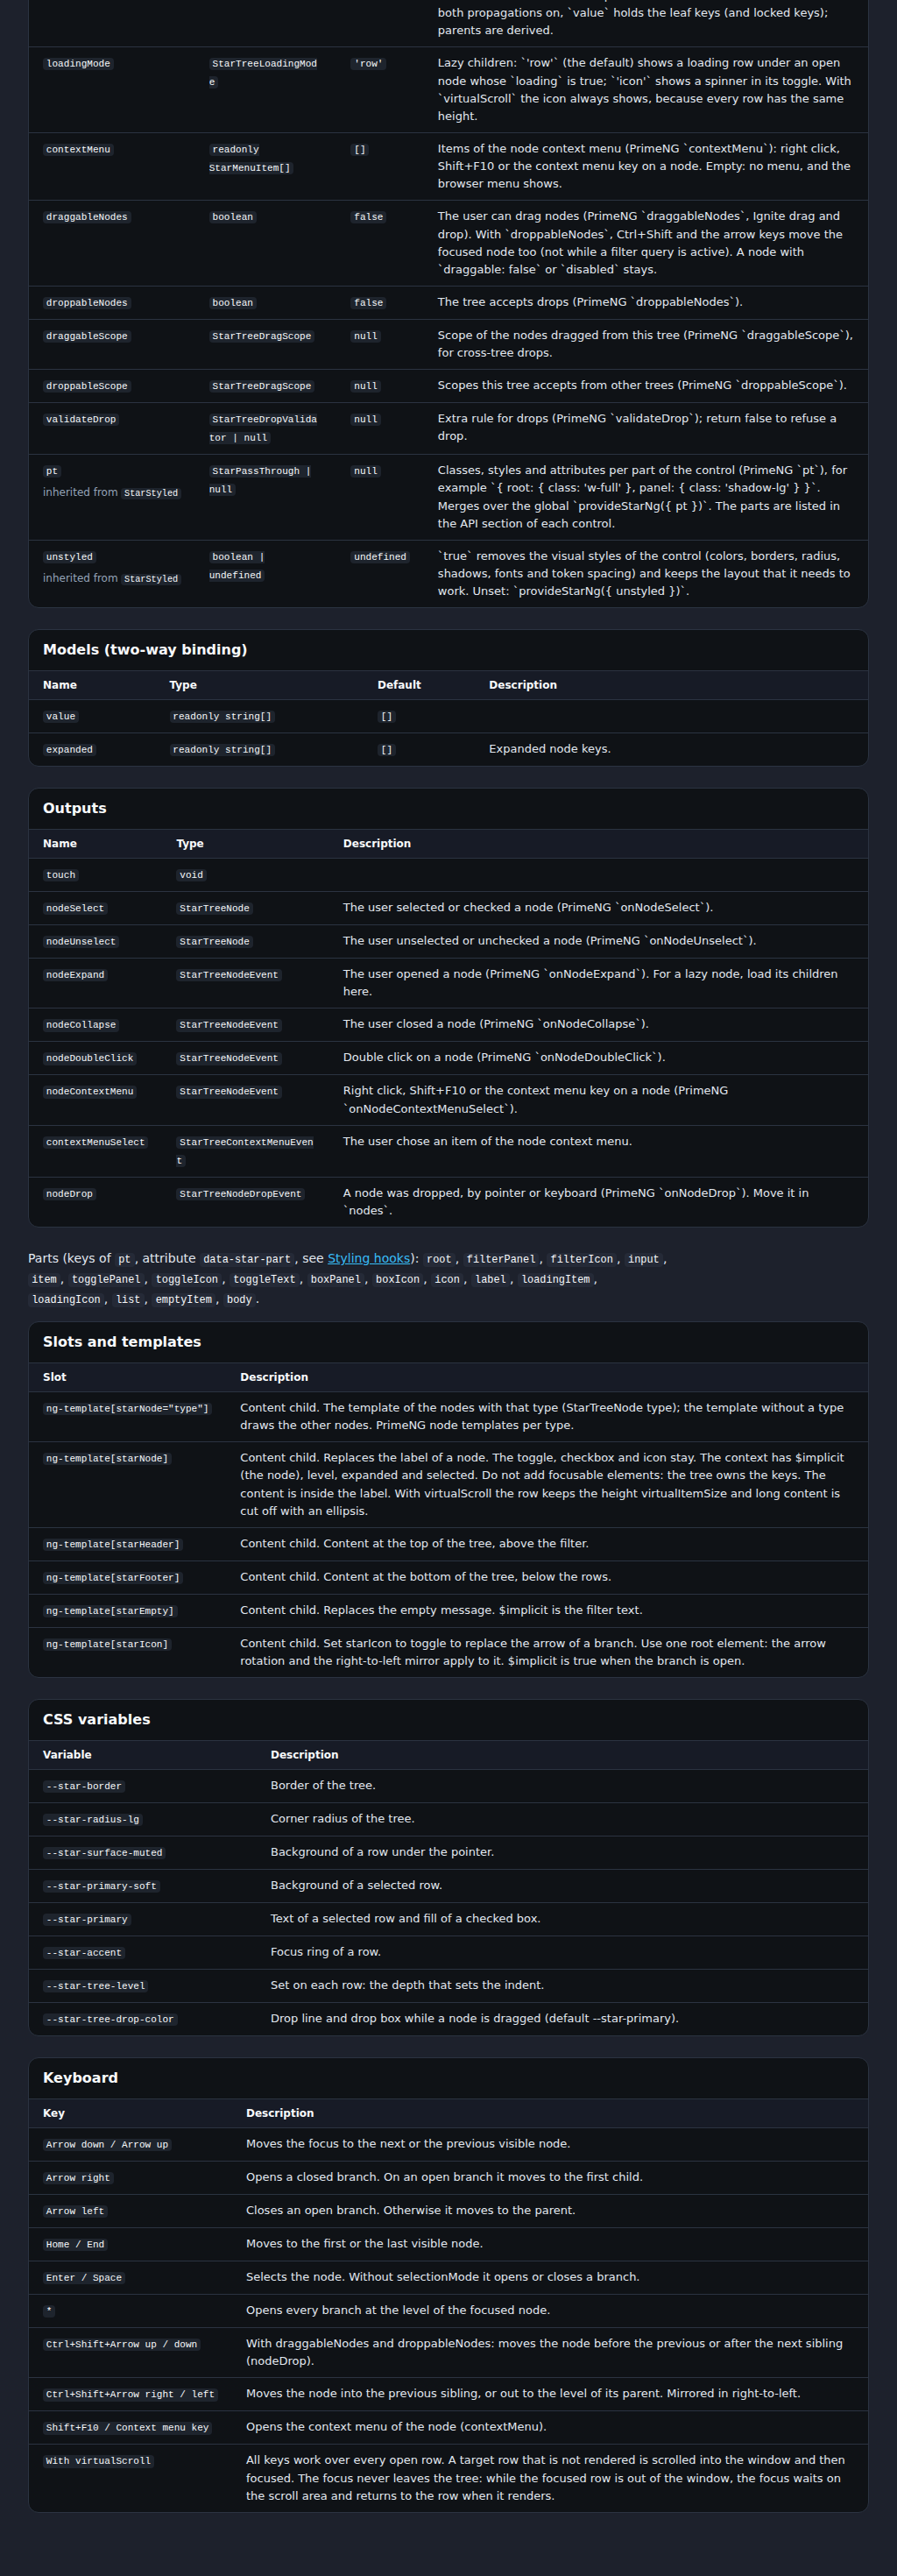 both propagations on, `value` holds the leaf keys (and locked keys);
parents are derived.
loadingMode StarTreeLoadingMod 'row' Lazy children: `'row'` (the default) shows a loading row under an open
e node whose `loading` is true; `'icon'` shows a spinner in its toggle. With
`virtualScroll` the icon always shows, because every row has the same
height.
contextMenu readonly [] Items of the node context menu (PrimeNG `contextMenu`): right click,
StarMenuItem[] Shift+F10 or the context menu key on a node. Empty: no menu, and the
browser menu shows.
draggableNodes boolean false The user can drag nodes (PrimeNG `draggableNodes`, Ignite drag and
drop). With `droppableNodes`, Ctrl+Shift and the arrow keys move the
focused node too (not while a filter query is active). A node with
`draggable: false` or `disabled` stays.
droppableNodes boolean false The tree accepts drops (PrimeNG `droppableNodes`).
draggableScope StarTreeDragScope null Scope of the nodes dragged from this tree (PrimeNG `draggableScope`),
for cross-tree drops.
droppableScope StarTreeDragScope null Scopes this tree accepts from other trees (PrimeNG `droppableScope`).
validateDrop StarTreeDropValida null Extra rule for drops (PrimeNG `validateDrop`); return false to refuse a
tor | null drop.
pt StarPassThrough | null Classes, styles and attributes per part of the control (PrimeNG `pt`), for
inherited from StarStyled null example `{ root: { class: 'w-full' }, panel: { class: 'shadow-lg' } }`.
Merges over the global `provideStarNg({ pt })`. The parts are listed in
the API section of each control.
unstyled boolean | undefined `true` removes the visual styles of the control (colors, borders, radius,
inherited from StarStyled undefined shadows, fonts and token spacing) and keeps the layout that it needs to
work. Unset: `provideStarNg({ unstyled })`.
Models (two-way binding)
Name Type Default Description
value readonly string[] []
expanded readonly string[] [] Expanded node keys.
Outputs
Name Type Description
touch void
nodeSelect StarTreeNode The user selected or checked a node (PrimeNG `onNodeSelect`).
nodeUnselect StarTreeNode The user unselected or unchecked a node (PrimeNG `onNodeUnselect`).
nodeExpand StarTreeNodeEvent The user opened a node (PrimeNG `onNodeExpand`). For a lazy node, load its children
here.
nodeCollapse StarTreeNodeEvent The user closed a node (PrimeNG `onNodeCollapse`).
nodeDoubleClick StarTreeNodeEvent Double click on a node (PrimeNG `onNodeDoubleClick`).
nodeContextMenu StarTreeNodeEvent Right click, Shift+F10 or the context menu key on a node (PrimeNG
`onNodeContextMenuSelect`).
contextMenuSelect StarTreeContextMenuEven The user chose an item of the node context menu.
t
nodeDrop StarTreeNodeDropEvent A node was dropped, by pointer or keyboard (PrimeNG `onNodeDrop`). Move it in
`nodes`.
Parts (keys of pt, attribute data-star-part, see Styling hooks): root, filterPanel, filterIcon, input,
item, togglePanel, toggleIcon, toggleText, boxPanel, boxIcon, icon, label, loadingItem,
loadingIcon, list, emptyItem, body.
Slots and templates
Slot Description
ng-template[starNode="type"] Content child. The template of the nodes with that type (StarTreeNode type); the template without a type
draws the other nodes. PrimeNG node templates per type.
ng-template[starNode] Content child. Replaces the label of a node. The toggle, checkbox and icon stay. The context has $implicit
(the node), level, expanded and selected. Do not add focusable elements: the tree owns the keys. The
content is inside the label. With virtualScroll the row keeps the height virtualItemSize and long content is
cut off with an ellipsis.
ng-template[starHeader] Content child. Content at the top of the tree, above the filter.
ng-template[starFooter] Content child. Content at the bottom of the tree, below the rows.
ng-template[starEmpty] Content child. Replaces the empty message. $implicit is the filter text.
ng-template[starIcon] Content child. Set starIcon to toggle to replace the arrow of a branch. Use one root element: the arrow
rotation and the right-to-left mirror apply to it. $implicit is true when the branch is open.
CSS variables
Variable Description
--star-border Border of the tree.
--star-radius-lg Corner radius of the tree.
--star-surface-muted Background of a row under the pointer.
--star-primary-soft Background of a selected row.
--star-primary Text of a selected row and fill of a checked box.
--star-accent Focus ring of a row.
--star-tree-level Set on each row: the depth that sets the indent.
--star-tree-drop-color Drop line and drop box while a node is dragged (default --star-primary).
Keyboard
Key Description
Arrow down / Arrow up Moves the focus to the next or the previous visible node.
Arrow right Opens a closed branch. On an open branch it moves to the first child.
Arrow left Closes an open branch. Otherwise it moves to the parent.
Home / End Moves to the first or the last visible node.
Enter / Space Selects the node. Without selectionMode it opens or closes a branch.
* Opens every branch at the level of the focused node.
Ctrl+Shift+Arrow up / down With draggableNodes and droppableNodes: moves the node before the previous or after the next sibling
(nodeDrop).
Ctrl+Shift+Arrow right / left Moves the node into the previous sibling, or out to the level of its parent. Mirrored in right-to-left.
Shift+F10 / Context menu key Opens the context menu of the node (contextMenu).
With virtualScroll All keys work over every open row. A target row that is not rendered is scrolled into the window and then
focused. The focus never leaves the tree: while the focused row is out of the window, the focus waits on
the scroll area and returns to the row when it renders.